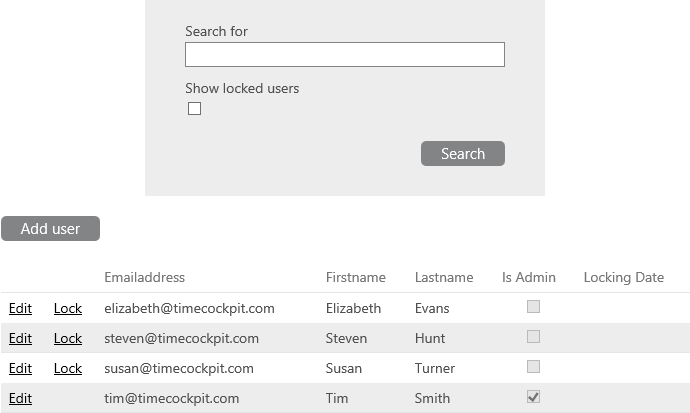 Search for
Show locked users
Search
Add user
Emailaddress Firstname Lastname Is Admin Locking Date
Edit Lock elizabeth@timecockpit.com Elizabeth Evans
Edit Lock steven@timecockpit.com Steven Hunt
Edit Lock susan@timecockpit.com Susan Turner
Edit tim@timecockpit.com Tim Smith